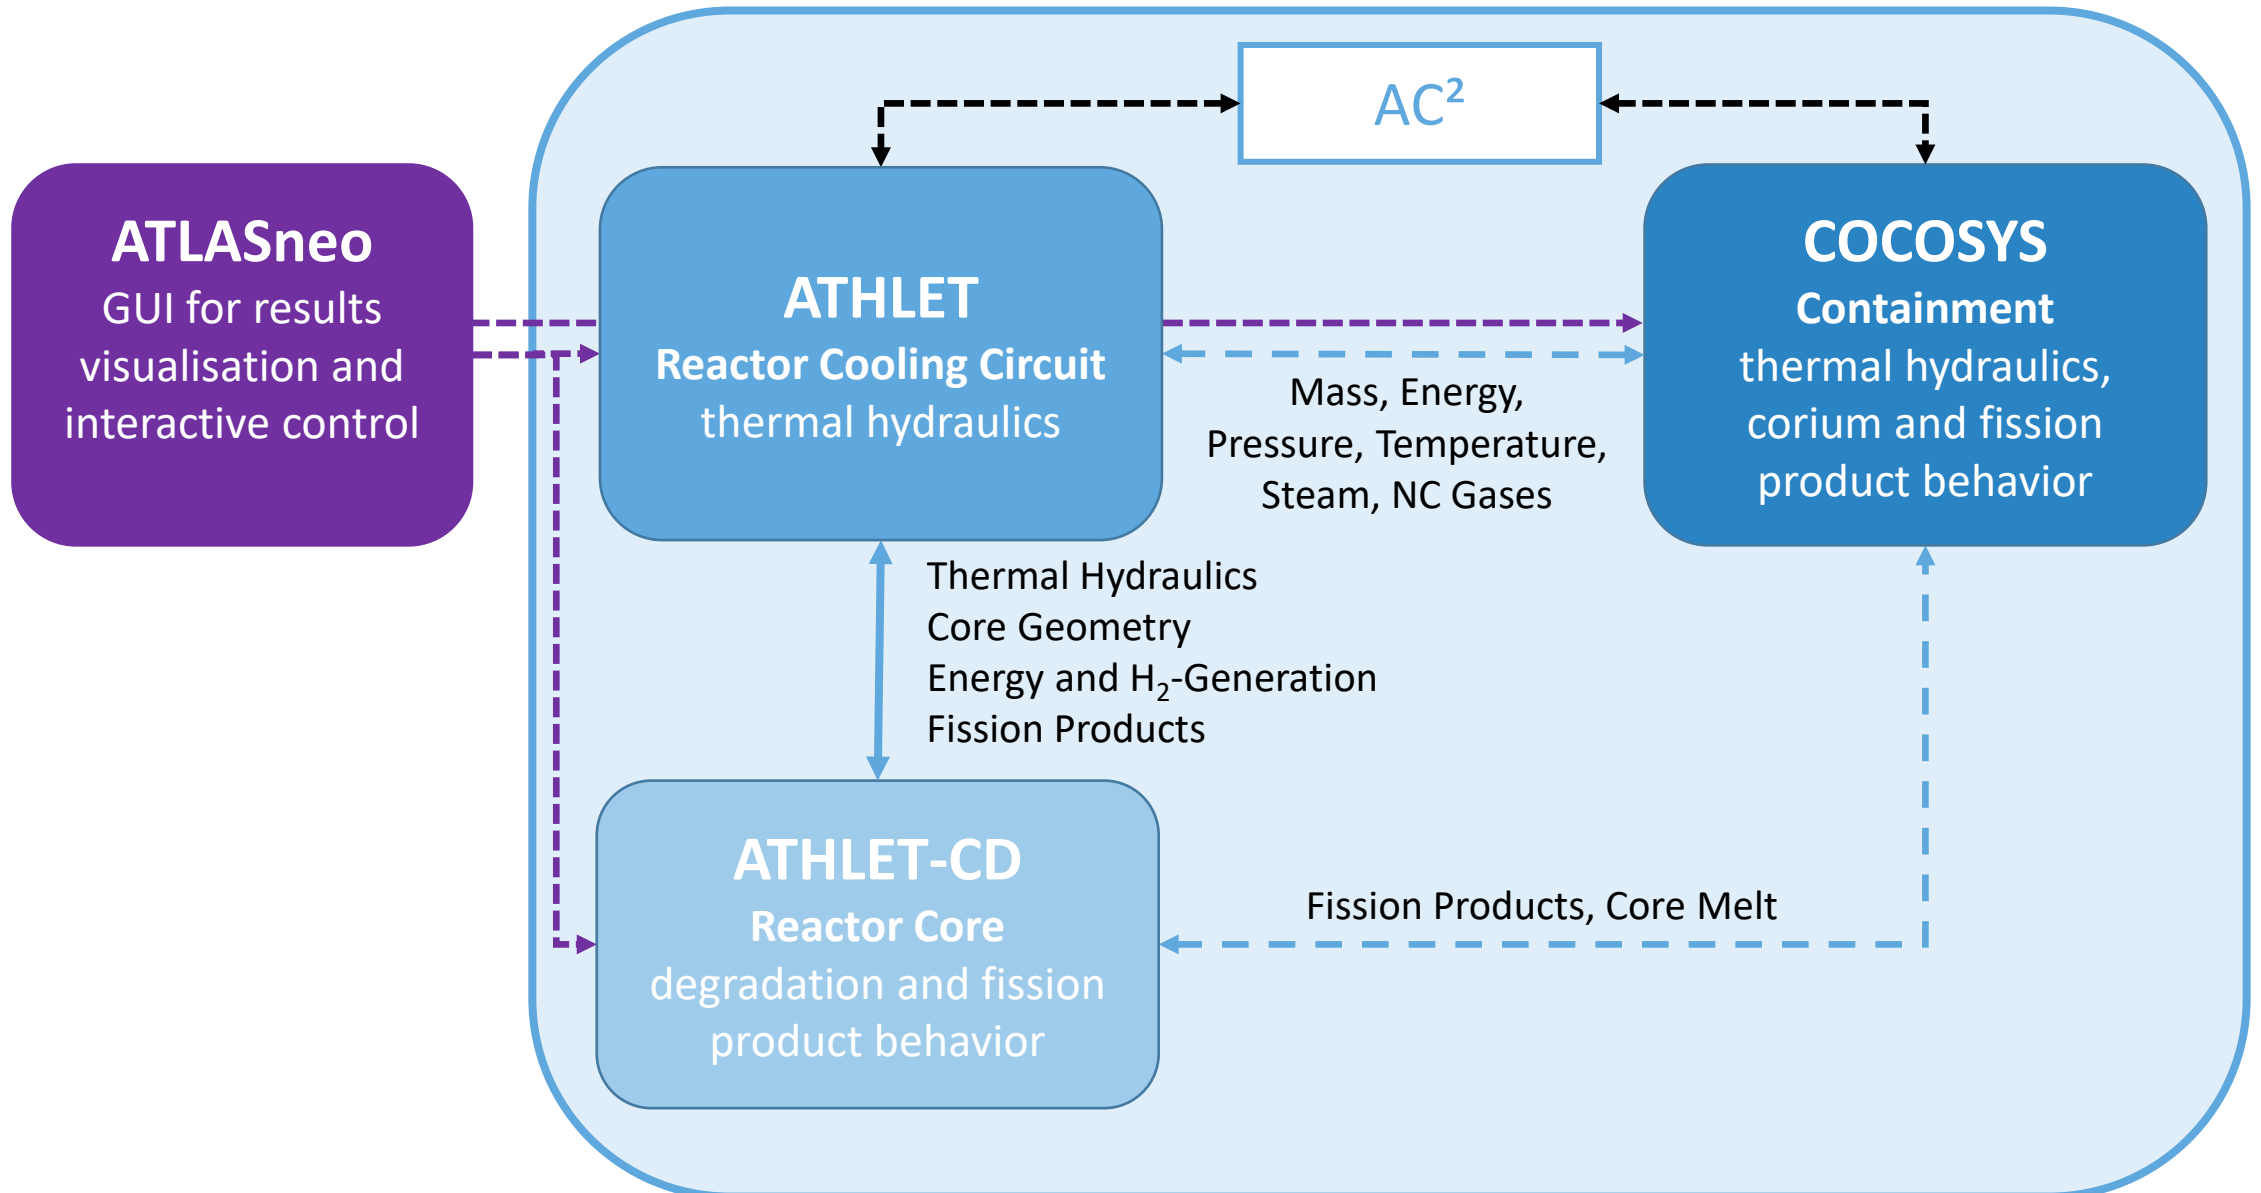 AC²
ATLASneo
GUI for results
visualisation and
interactive control
ATHLET
Reactor Cooling Circuit
thermal hydraulics
COCOSYS
Containment
thermal hydraulics,
corium and fission
product behavior
Mass, Energy,
Pressure, Temperature,
Steam, NC Gases
Thermal Hydraulics
Core Geometry
Energy and H₂-Generation
Fission Products
ATHLET-CD
Reactor Core
degradation and fission
product behavior
Fission Products, Core Melt